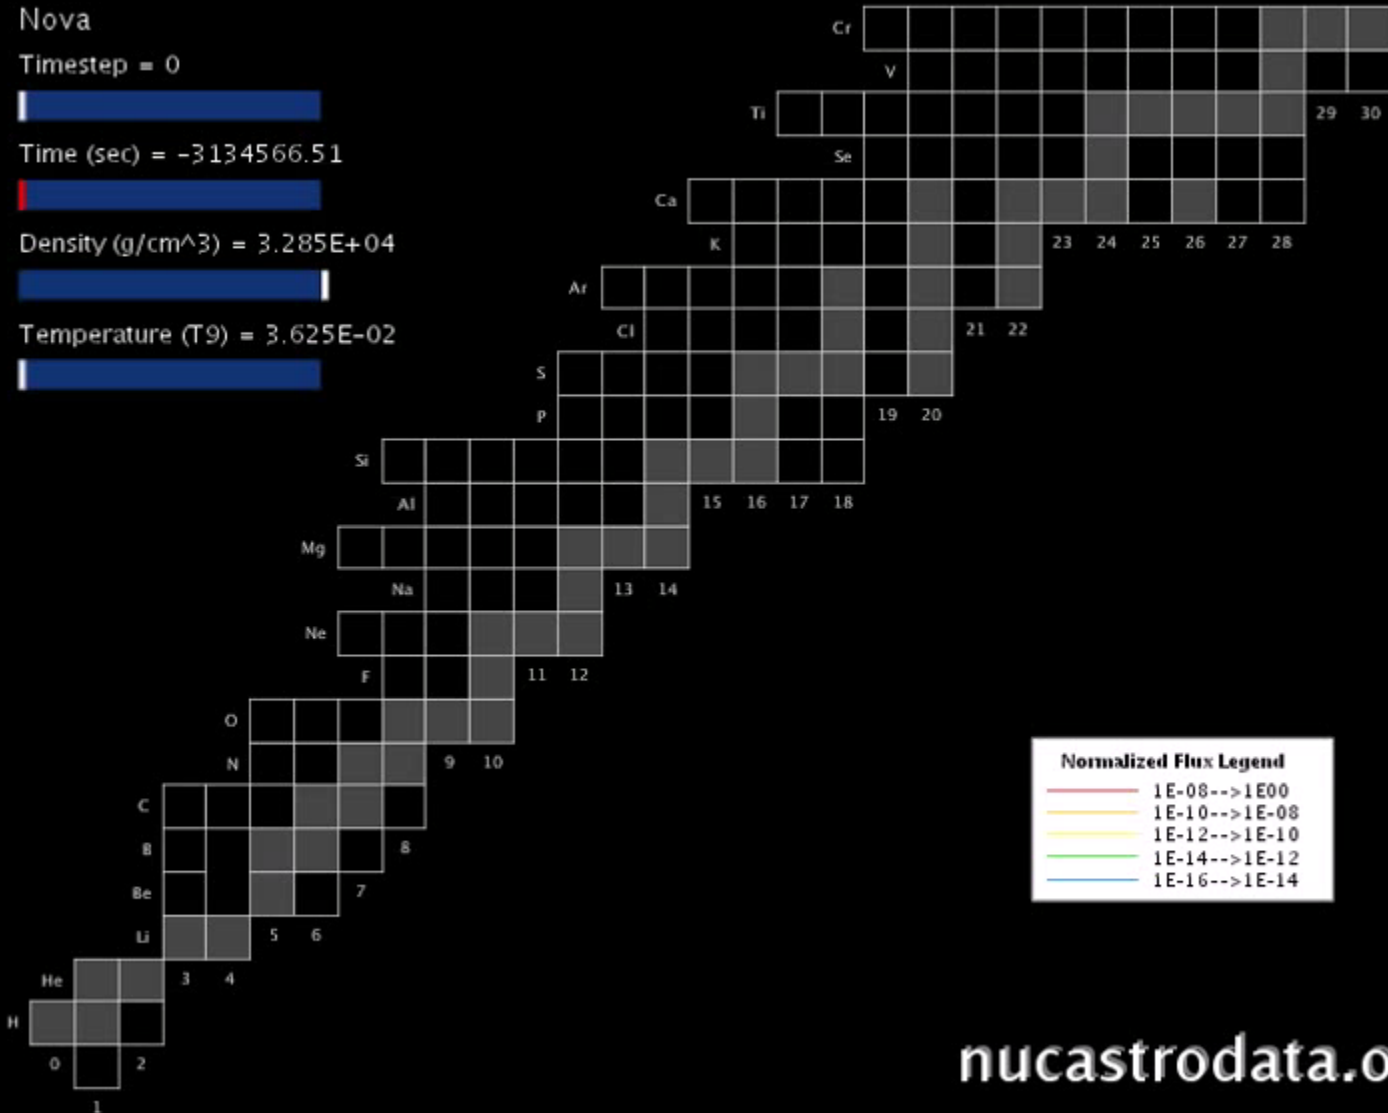 Nova
Timestep = 0
Time (sec) = -3134566.51
Density (g/cm^3) = 3.285E+04
Temperature (T9) = 3.625E-02
Cr
V
Ti
29 30
Se
Ca
K
23 24 25 26 27 28
Ar
Cl
21 22
S
P
19 20
Si
Al
15 16 17 18
Mg
Na
13 14
Ne
F
11 12
O
N
9 10
C
B
8
Be
7
Li
5 6
He
3 4
H
0 2
1
Normalized Flux Legend
1E-08-->1E00
1E-10-->1E-08
1E-12-->1E-10
1E-14-->1E-12
1E-16-->1E-14
nucastrodata.o